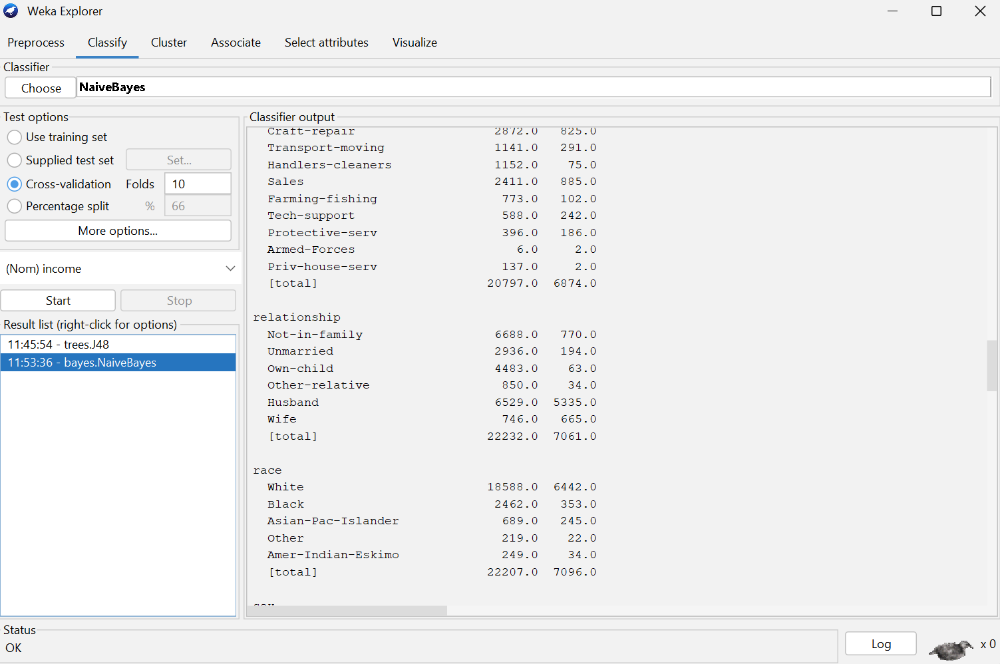 Weka Explorer
Preprocess Classify Cluster Associate Select attributes Visualize
Classifier
Choose NaiveBayes
Test options
Use training set
Supplied test set Set...
Cross-validation Folds 10
Percentage split % 66
More options...
(Nom) income
Start Stop
Result list (right-click for options)
11:45:54 - trees.J48
11:53:36 - bayes.NaiveBayes
Classifier output
Craft-repair 2872.0 825.0
Transport-moving 1141.0 291.0
Handlers-cleaners 1152.0 75.0
Sales 2411.0 885.0
Farming-fishing 773.0 102.0
Tech-support 588.0 242.0
Protective-serv 396.0 186.0
Armed-Forces 6.0 2.0
Priv-house-serv 137.0 2.0
[total] 20797.0 6874.0
relationship
Not-in-family 6688.0 770.0
Unmarried 2936.0 194.0
Own-child 4483.0 63.0
Other-relative 850.0 34.0
Husband 6529.0 5335.0
Wife 746.0 665.0
[total] 22232.0 7061.0
race
White 18588.0 6442.0
Black 2462.0 353.0
Asian-Pac-Islander 689.0 245.0
Other 219.0 22.0
Amer-Indian-Eskimo 249.0 34.0
[total] 22207.0 7096.0
Status
OK
Log
x 0